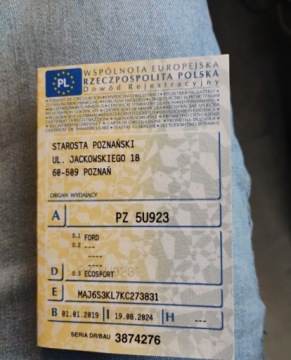 PL
WSPÓLNOTA EUROPEJSKA
RZECZPOSPOLITA POLSKA
Dowód Rejestracyjny
STAROSTA POZNAŃSKI
UL. JACKOWSKIEGO 18
60-509 POZNAŃ
ORGAN WYDAJĄCY
A PZ 5U923
D.1 FORD
D.2 ---
----
----
D D.3 ECOSPORT
E MAJ6S3KL7KC273831
B 01.01.2019 I 19.08.2024 H ---
SERIA DR/BAU 3874276